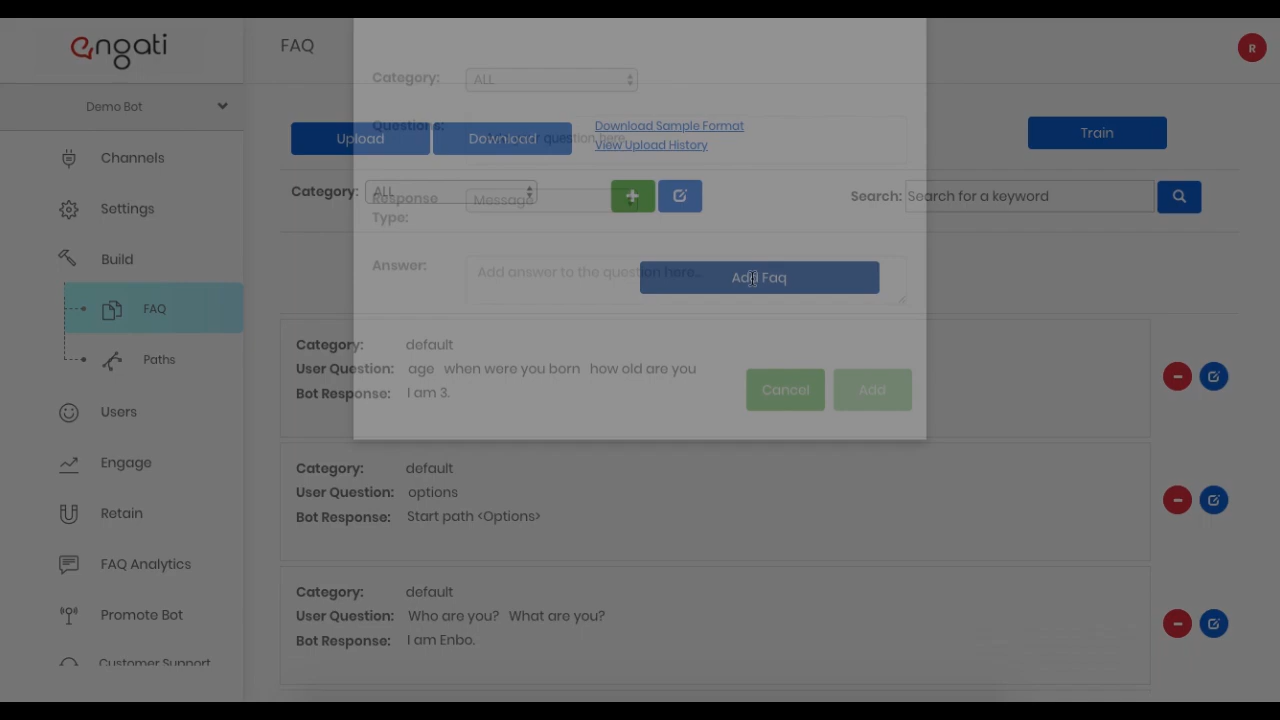 engati
FAQ
R
Demo Bot
Channels
Settings
Build
FAQ
Paths
Users
Engage
Retain
FAQ Analytics
Promote Bot
Customer Support
Category: ALL
Questions: question here...
Response Type: Message
Answer: Add answer to the question here...
Cancel Add
Upload Download
Download Sample Format
View Upload History
Train
Category: ALL
Search: Search for a keyword
Add Faq
Category: default
User Question: age when were you born how old are you
Bot Response: I am 3.
Category: default
User Question: options
Bot Response: Start path <Options>
Category: default
User Question: Who are you? What are you?
Bot Response: I am Enbo.